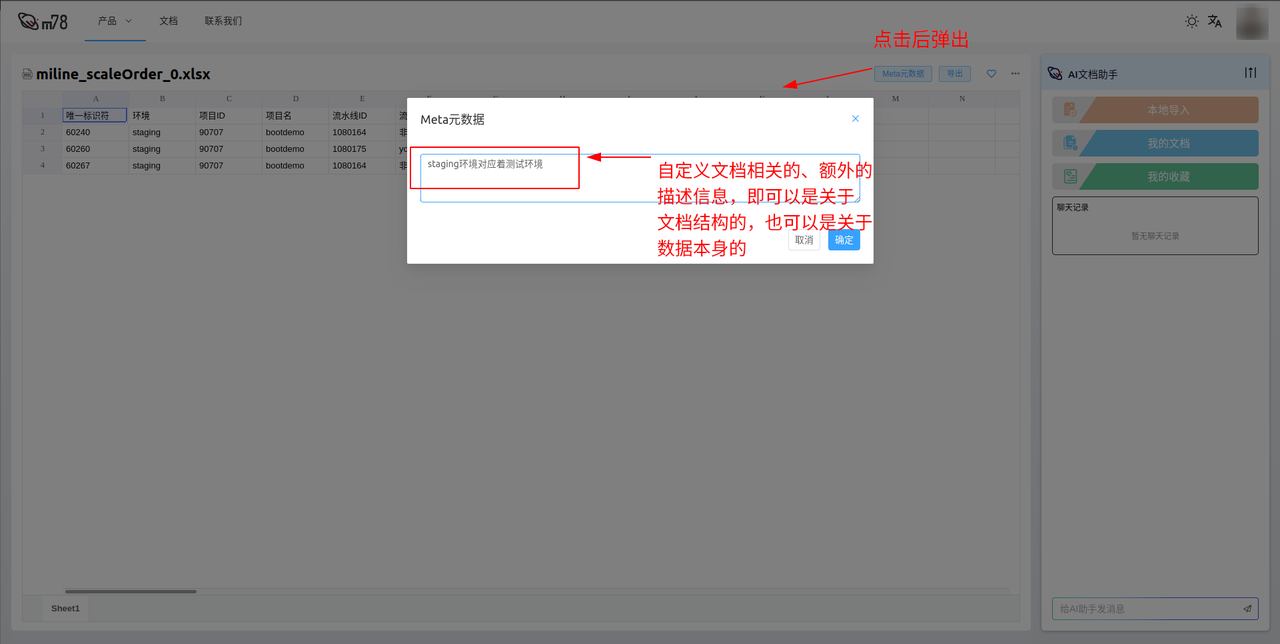 m78
产品
文档
联系我们
点击后弹出
miline_scaleOrder_0.xlsx
Meta元数据
导出
AI文档助手
A B C D E M N
1 唯一标识符 环境 项目ID 项目名 流水线ID
2 60240 staging 90707 bootdemo 1080164
3 60260 staging 90707 bootdemo 1080175
4 60267 staging 90707 bootdemo 1080164
Meta元数据
staging环境对应着测试环境
自定义文档相关的、额外的
描述信息，即可以是关于
文档结构的，也可以是关于
数据本身的
取消
确定
本地导入
我的文档
我的收藏
聊天记录
暂无聊天记录
Sheet1
给AI助手发消息